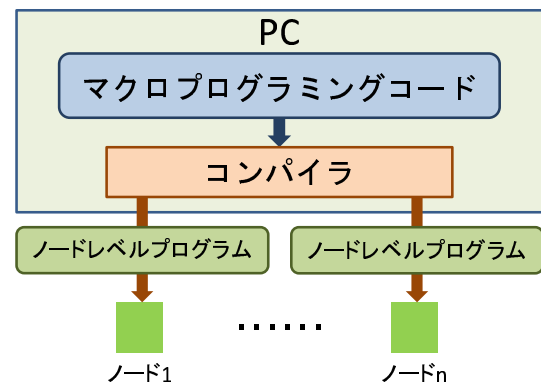 PC
マクロプログラミングコード
コンパイラ
ノードレベルプログラム
ノードレベルプログラム
......
ノード1
ノードn